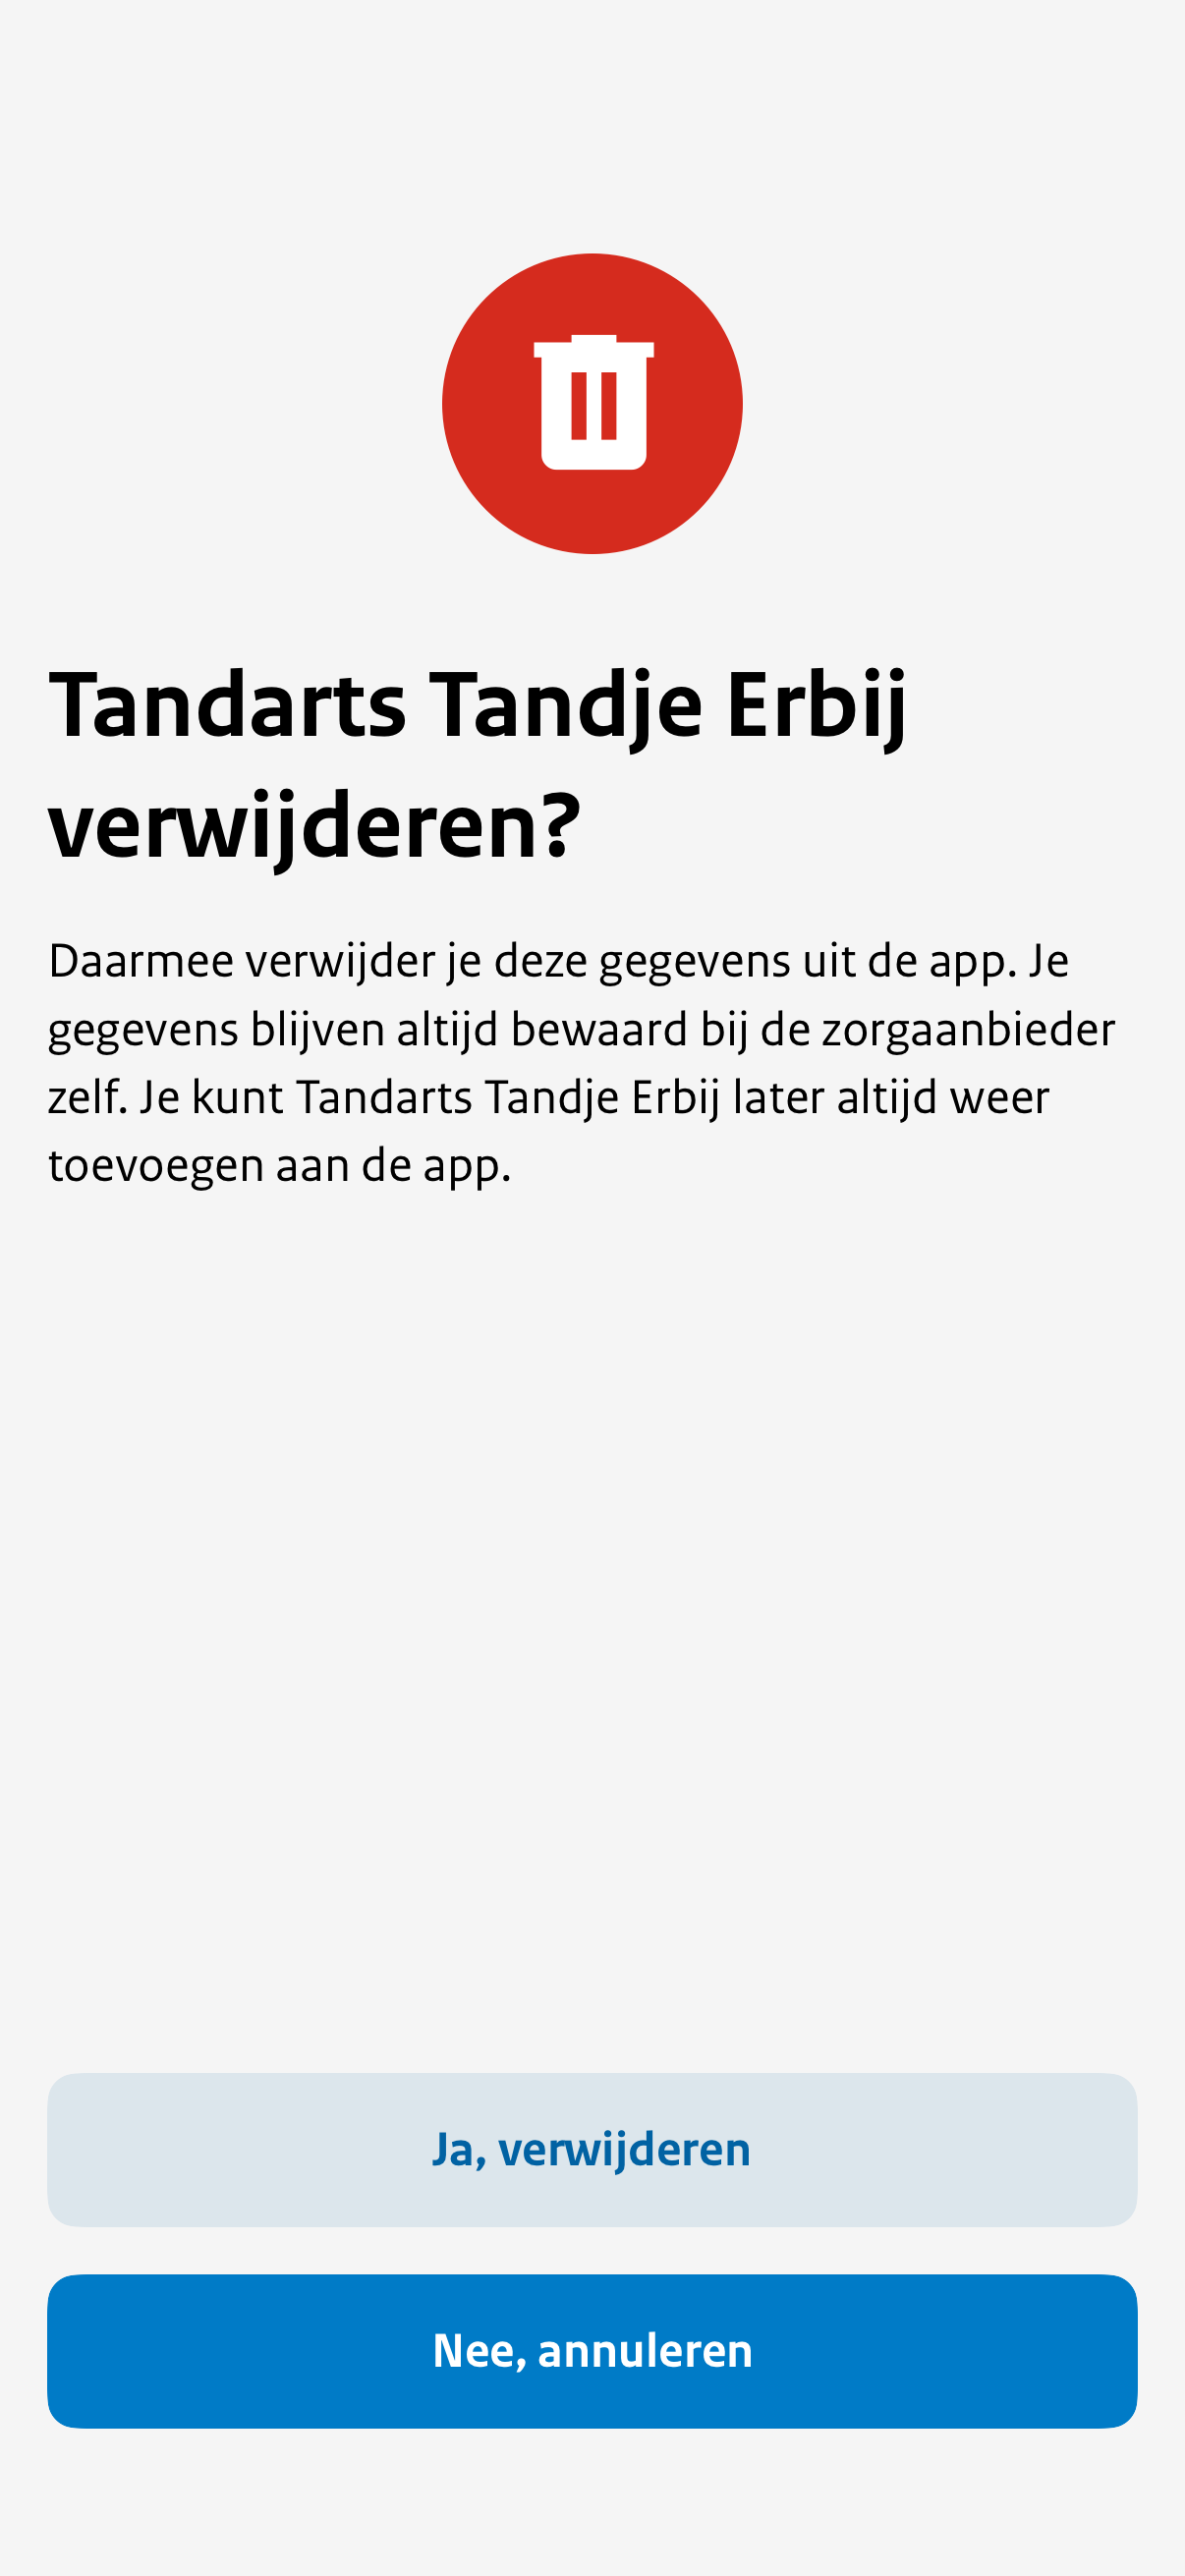 Tandarts Tandje Erbij
verwijderen?
Daarmee verwijder je deze gegevens uit de app. Je
gegevens blijven altijd bewaard bij de zorgaanbieder
zelf. Je kunt Tandarts Tandje Erbij later altijd weer
toevoegen aan de app.
Ja, verwijderen
Nee, annuleren